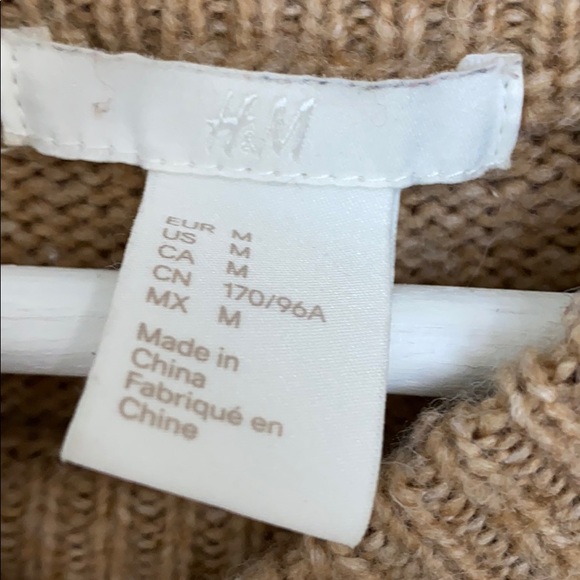 H&M
EUR M
US M
CA M
CN 170/96A
MX M
Made in
China
Fabriqué en
Chine